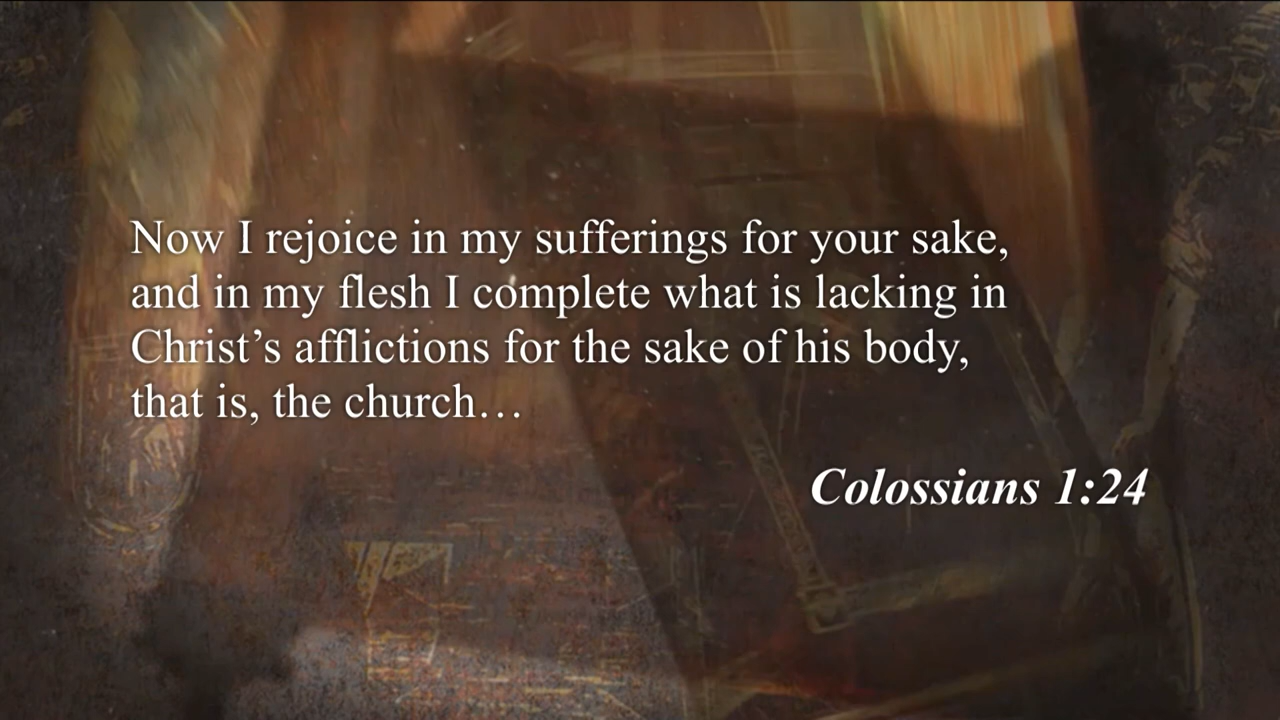 Now I rejoice in my sufferings for your sake,
and in my flesh I complete what is lacking in
Christ’s afflictions for the sake of his body,
that is, the church…
Colossians 1:24